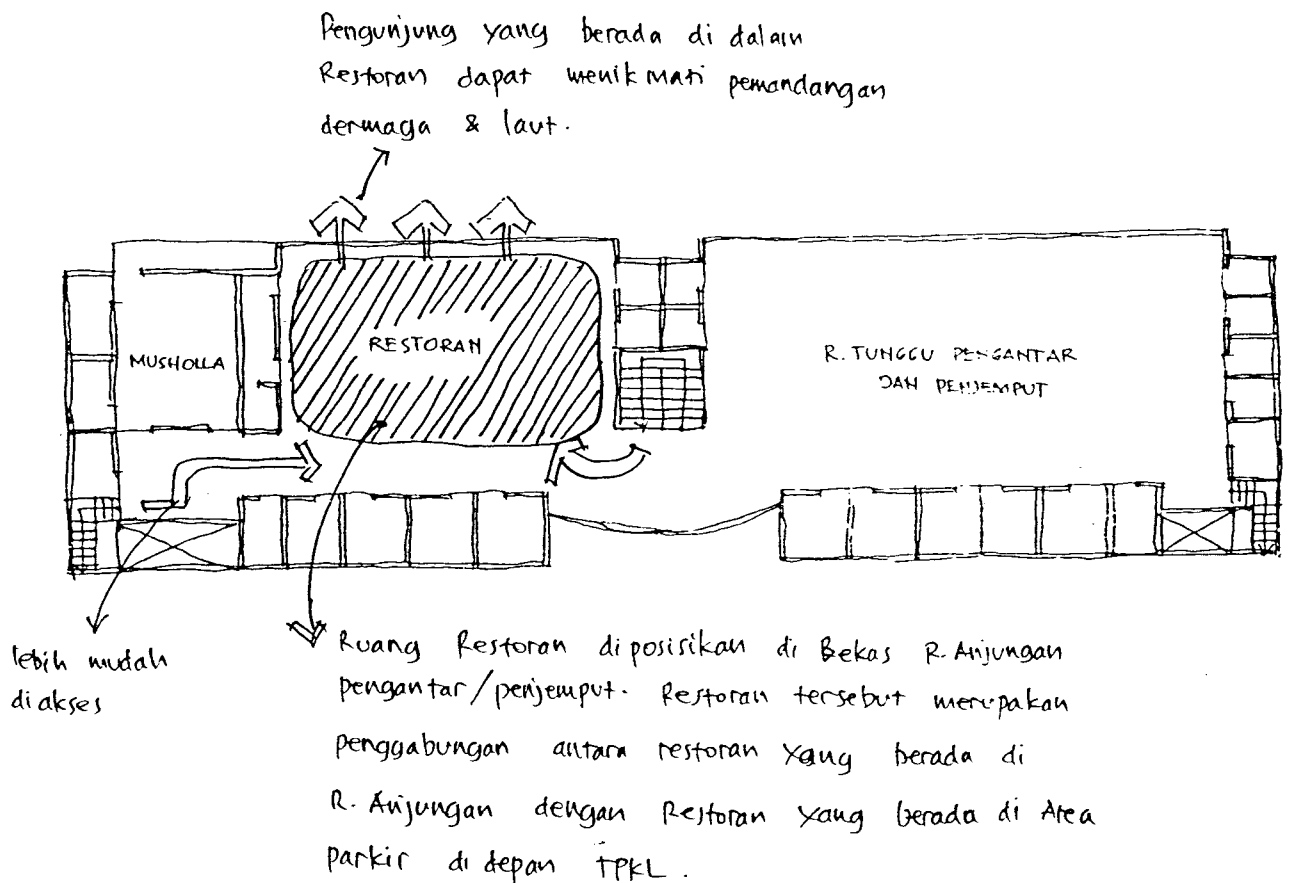 Pengunjung yang berada di dalam
Restoran dapat menikmati pemandangan
dermaga & laut.
MUSHOLLA
RESTORAN
R. TUNGGU PENGANTAR
DAN PENJEMPUT
lebih mudah
di akses
Ruang Restoran diposisikan di Bekas R. Anjungan
pengantar/penjemput. Restoran tersebut merupakan
penggabungan antara restoran yang berada di
R. Anjungan dengan Restoran yang berada di Area
parkir di depan TPKL.